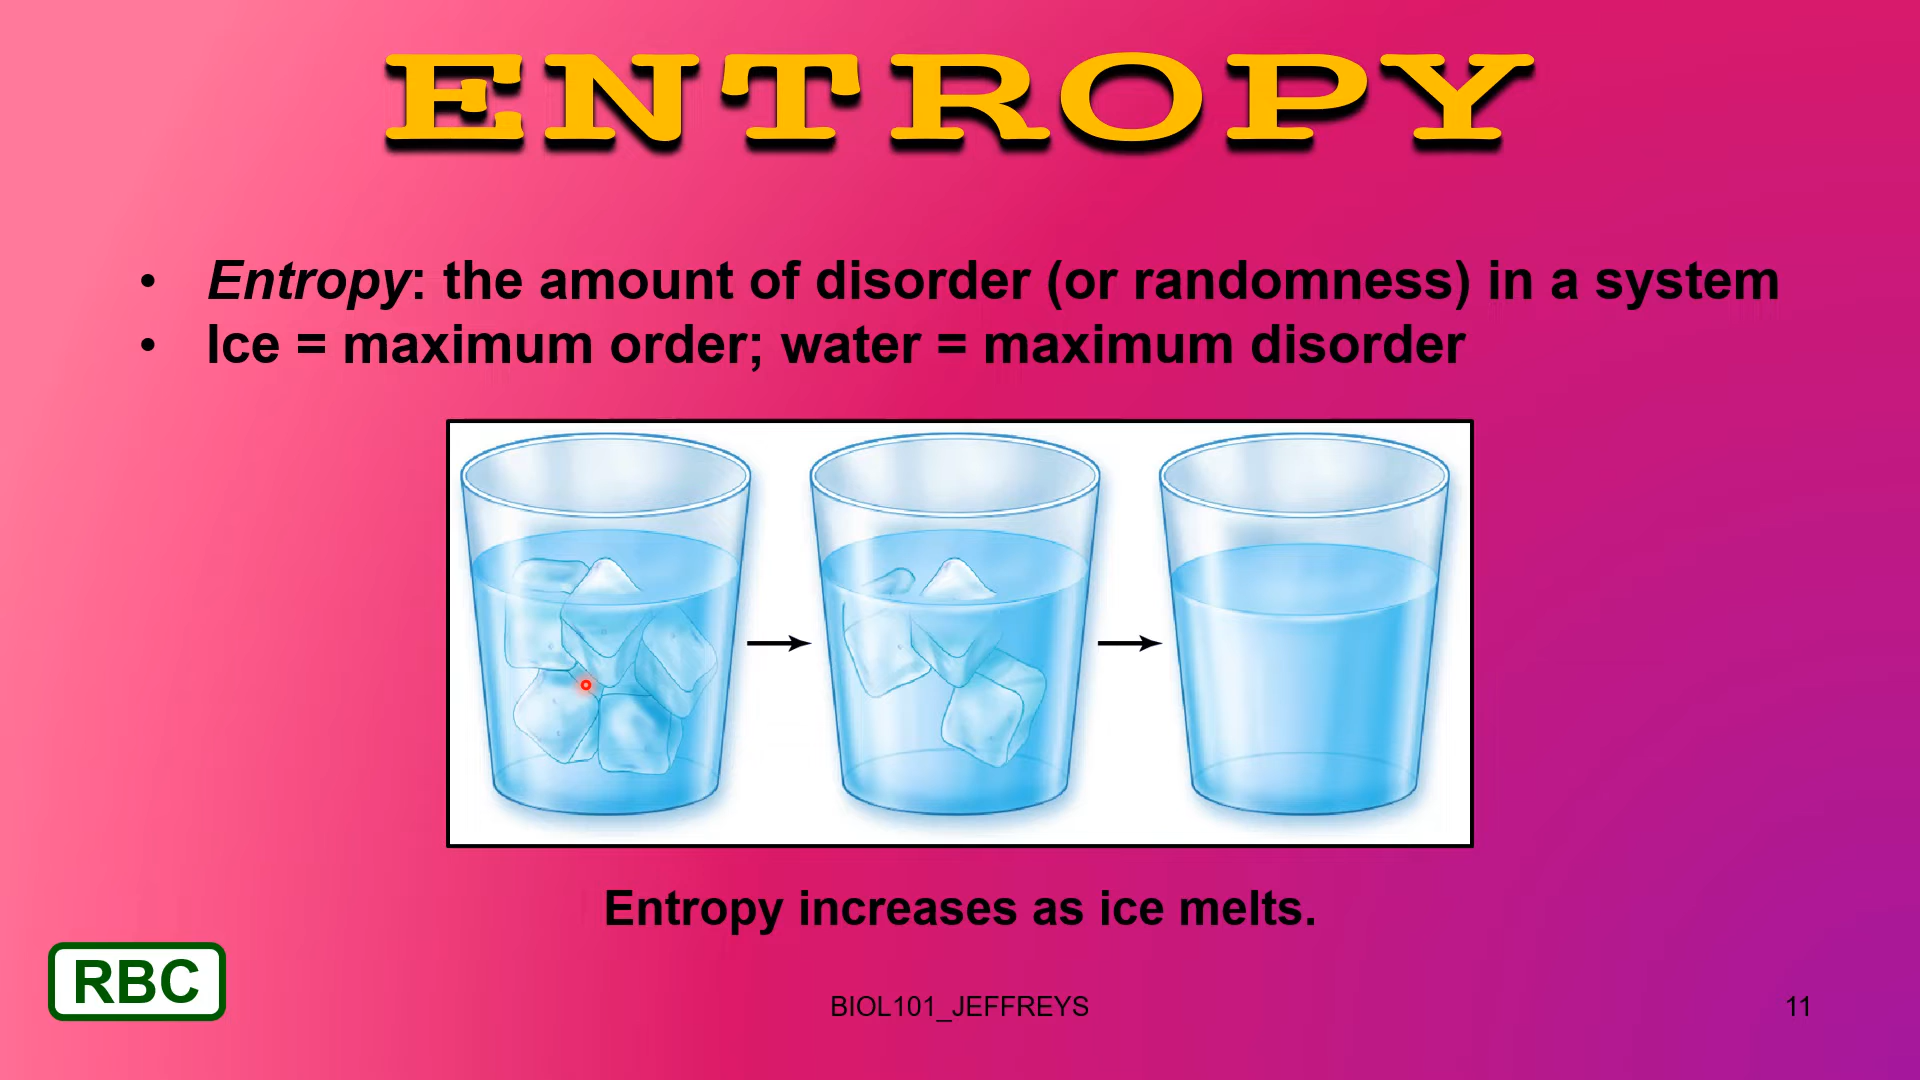 ENTROPY
• Entropy: the amount of disorder (or randomness) in a system
• Ice = maximum order; water = maximum disorder
Entropy increases as ice melts.
RBC
BIOL101_JEFFREYS
11